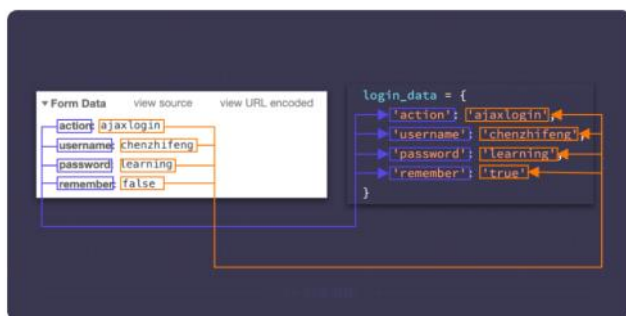 ▼ Form Data view source view URL encoded
action: ajaxlogin
username: chenzhifeng
password: learning
remember: false
login_data = {
'action': 'ajaxlogin',
'username': 'chenzhifeng',
'password': 'learning',
'remember': 'true'
}